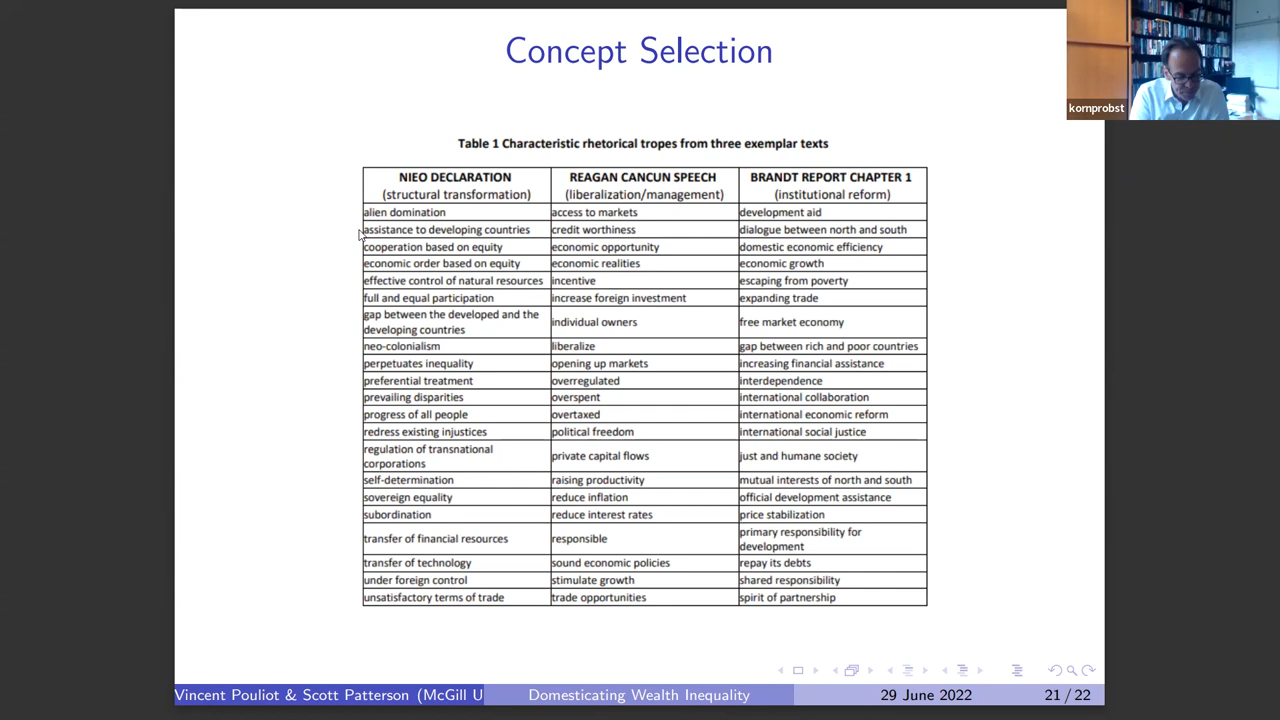 Concept Selection
kornprobst
Table 1 Characteristic rhetorical tropes from three exemplar texts
NIEO DECLARATION REAGAN CANCUN SPEECH BRANDT REPORT CHAPTER 1
(structural transformation) (liberalization/management) (institutional reform)
alien domination access to markets development aid
assistance to developing countries credit worthiness dialogue between north and south
cooperation based on equity economic opportunity domestic economic efficiency
economic order based on equity economic realities economic growth
effective control of natural resources incentive escaping from poverty
full and equal participation increase foreign investment expanding trade
gap between the developed and the
developing countries individual owners free market economy
neo-colonialism liberalize gap between rich and poor countries
perpetuates inequality opening up markets increasing financial assistance
preferential treatment overregulated interdependence
prevailing disparities overspent international collaboration
progress of all people overtaxed international economic reform
redress existing injustices political freedom international social justice
regulation of transnational
corporations private capital flows just and humane society
self-determination raising productivity mutual interests of north and south
sovereign equality reduce inflation official development assistance
subordination reduce interest rates price stabilization
transfer of financial resources responsible primary responsibility for
development
transfer of technology sound economic policies repay its debts
under foreign control stimulate growth shared responsibility
unsatisfactory terms of trade trade opportunities spirit of partnership
Vincent Pouliot & Scott Patterson (McGill U Domesticating Wealth Inequality 29 June 2022 21 / 22